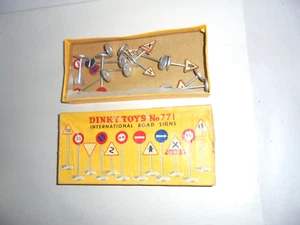 DINKY TOYS No 771
INTERNATIONAL ROAD SIGNS